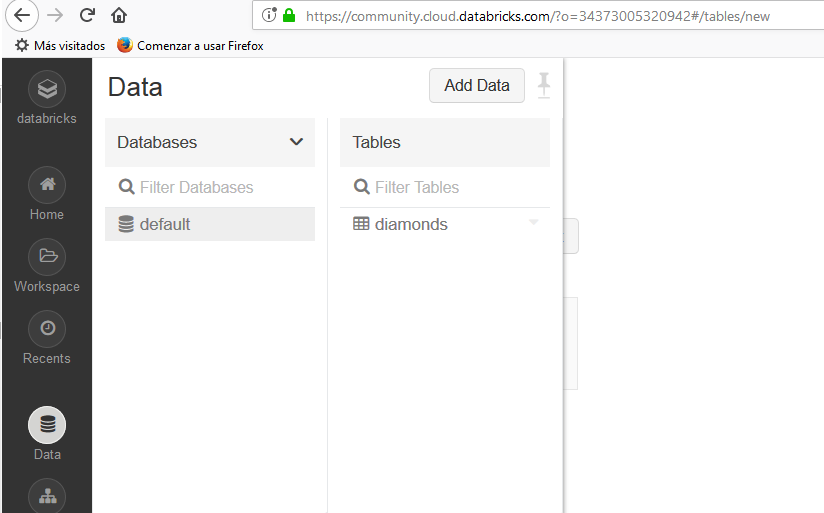 https://community.cloud.databricks.com/?o=34373005320942#/tables/new
Más visitados Comenzar a usar Firefox
databricks
Home
Workspace
Recents
Data
Data Add Data
Databases
Filter Databases
default
Tables
Filter Tables
diamonds